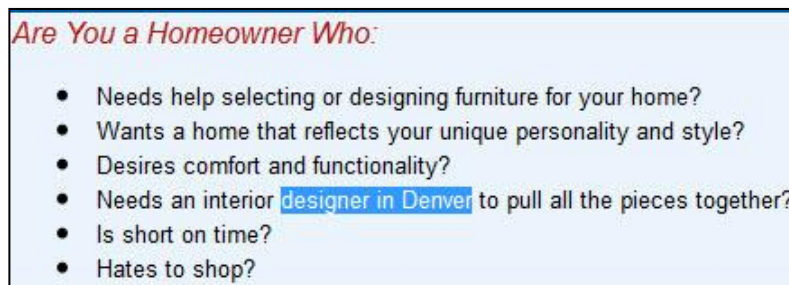 Are You a Homeowner Who:
• Needs help selecting or designing furniture for your home?
• Wants a home that reflects your unique personality and style?
• Desires comfort and functionality?
• Needs an interior designer in Denver to pull all the pieces together?
• Is short on time?
• Hates to shop?